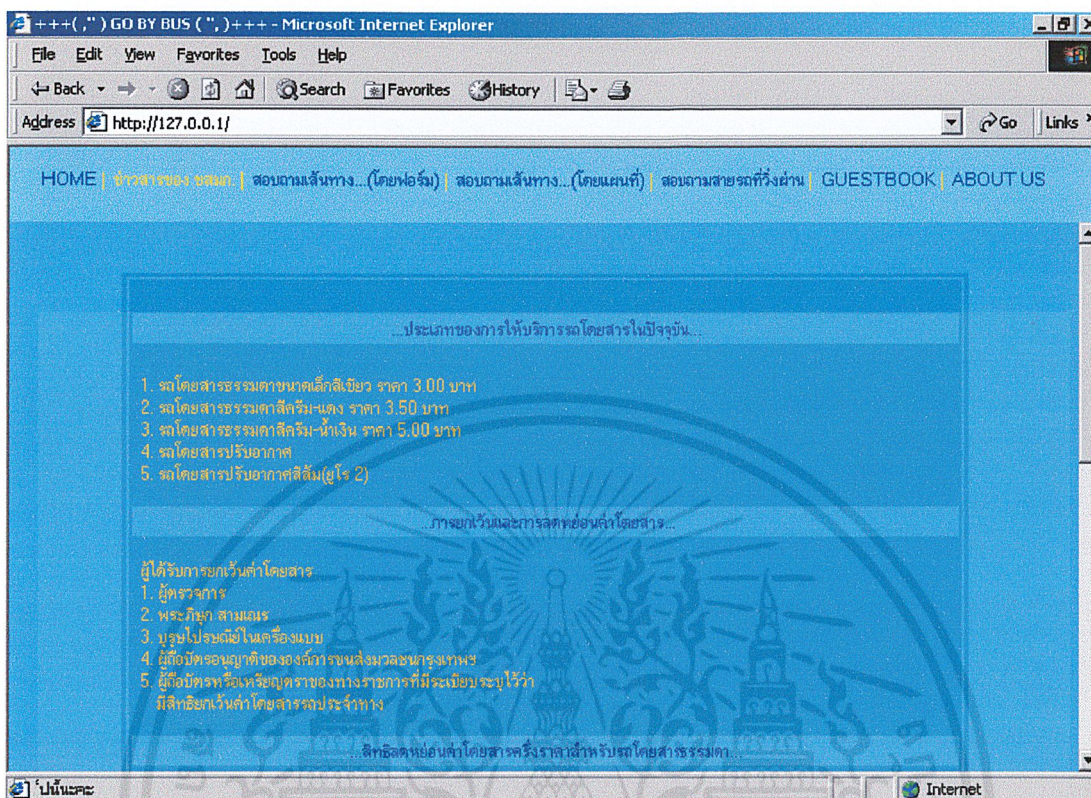 +++( ,'' ) GO BY BUS ( '', )+++ - Microsoft Internet Explorer
File Edit View Favorites Tools Help
Back Search Favorites History
Address http://127.0.0.1/ Go Links
HOME | ข่าวสารของ ขสมก. | สอบถามเส้นทาง...(โดยฟอร์ม) | สอบถามเส้นทาง...(โดยแผนที่) | สอบถามสายรถที่วิ่งผ่าน | GUESTBOOK | ABOUT US
...ประเภทของการให้บริการรถโดยสารในปัจจุบัน...
1. รถโดยสารธรรมดาขนาดเล็กสีเขียว ราคา 3.00 บาท
2. รถโดยสารธรรมดาสีครีม-แดง ราคา 3.50 บาท
3. รถโดยสารธรรมดาสีครีม-น้ำเงิน ราคา 5.00 บาท
4. รถโดยสารปรับอากาศ
5. รถโดยสารปรับอากาศสีส้ม(ยูโร 2)
...การยกเว้นและการลดหย่อนค่าโดยสาร...
ผู้ได้รับการยกเว้นค่าโดยสาร
1. ผู้ตรวจการ
2. พระภิษุก สามเณร
3. บุรุษไปรษณีย์ในเครื่องแบบ
4. ผู้ถือบัตรอนุญาติขององค์การขนส่งมวลชนกรุงเทพฯ
5. ผู้ถือบัตรหรือเหรียญตราของทางราชการที่มีระเบียบระบุไว้ว่า
มีสิทธิยกเว้นค่าโดยสารรถประจำทาง
...สิทธิลดหย่อนค่าโดยสารครึ่งราคาสำหรับรถโดยสารธรรมดา...
Internet